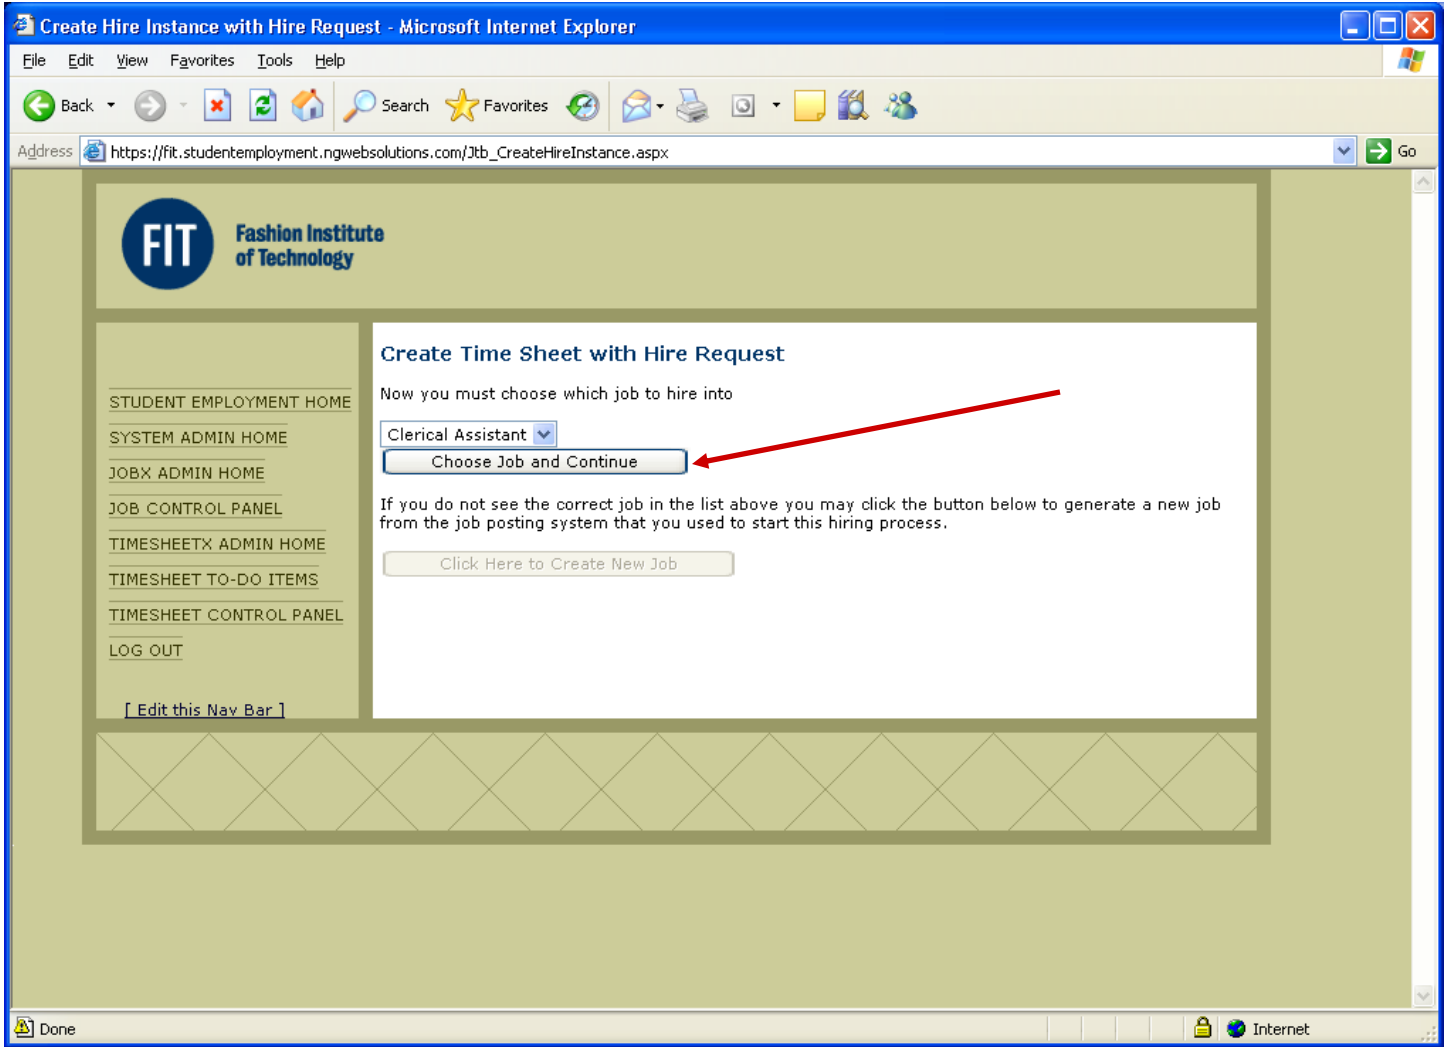 Create Hire Instance with Hire Request - Microsoft Internet Explorer
File Edit View Favorites Tools Help
Back Search Favorites
Address https://fit.studentemployment.ngwebsolutions.com/Jtb_CreateHireInstance.aspx Go
FIT
Fashion Institute
of Technology
STUDENT EMPLOYMENT HOME
SYSTEM ADMIN HOME
JOBX ADMIN HOME
JOB CONTROL PANEL
TIMESHEETX ADMIN HOME
TIMESHEET TO-DO ITEMS
TIMESHEET CONTROL PANEL
LOG OUT
[ Edit this Nav Bar ]
Create Time Sheet with Hire Request
Now you must choose which job to hire into
Clerical Assistant
Choose Job and Continue
If you do not see the correct job in the list above you may click the button below to generate a new job
from the job posting system that you used to start this hiring process.
Click Here to Create New Job
Done Internet